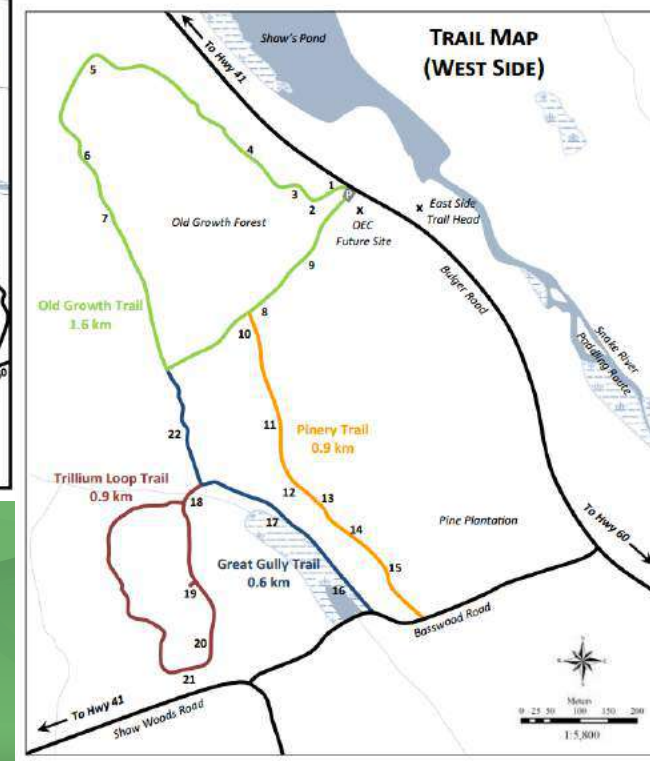 TRAIL MAP
(WEST SIDE)
To Hwy 41
Shaw's Pond
5
4
6
3
1
P
2
7
Old Growth Forest
x
OEC
Future Site
x East Side
Trail Head
9
Bulger Road
Old Growth Trail
1.6 km
8
10
Snake River
Paddling Route
22
11
Pinery Trail
0.9 km
Trillium Loop Trail
0.9 km
18
12
13
17
14
Pine Plantation
To Hwy 60
Great Gully Trail
0.6 km
15
16
19
Basswood Road
20
21
To Hwy 41
Shaw Woods Road
Meters
0 25 50 100 150 200
1:5,800